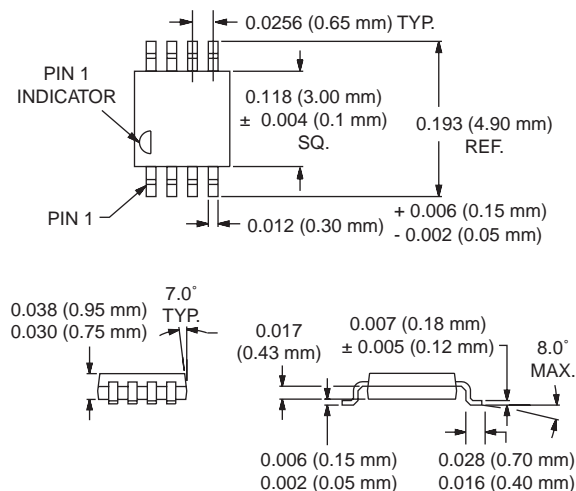 0.0256 (0.65 mm) TYP.
PIN 1
INDICATOR
0.118 (3.00 mm)
± 0.004 (0.1 mm)
SQ.
0.193 (4.90 mm)
REF.
PIN 1
0.012 (0.30 mm)
+ 0.006 (0.15 mm)
- 0.002 (0.05 mm)
0.038 (0.95 mm)
0.030 (0.75 mm)
7.0°
TYP.
0.017
(0.43 mm)
0.007 (0.18 mm)
± 0.005 (0.12 mm)
8.0°
MAX.
0.006 (0.15 mm)
0.002 (0.05 mm)
0.028 (0.70 mm)
0.016 (0.40 mm)